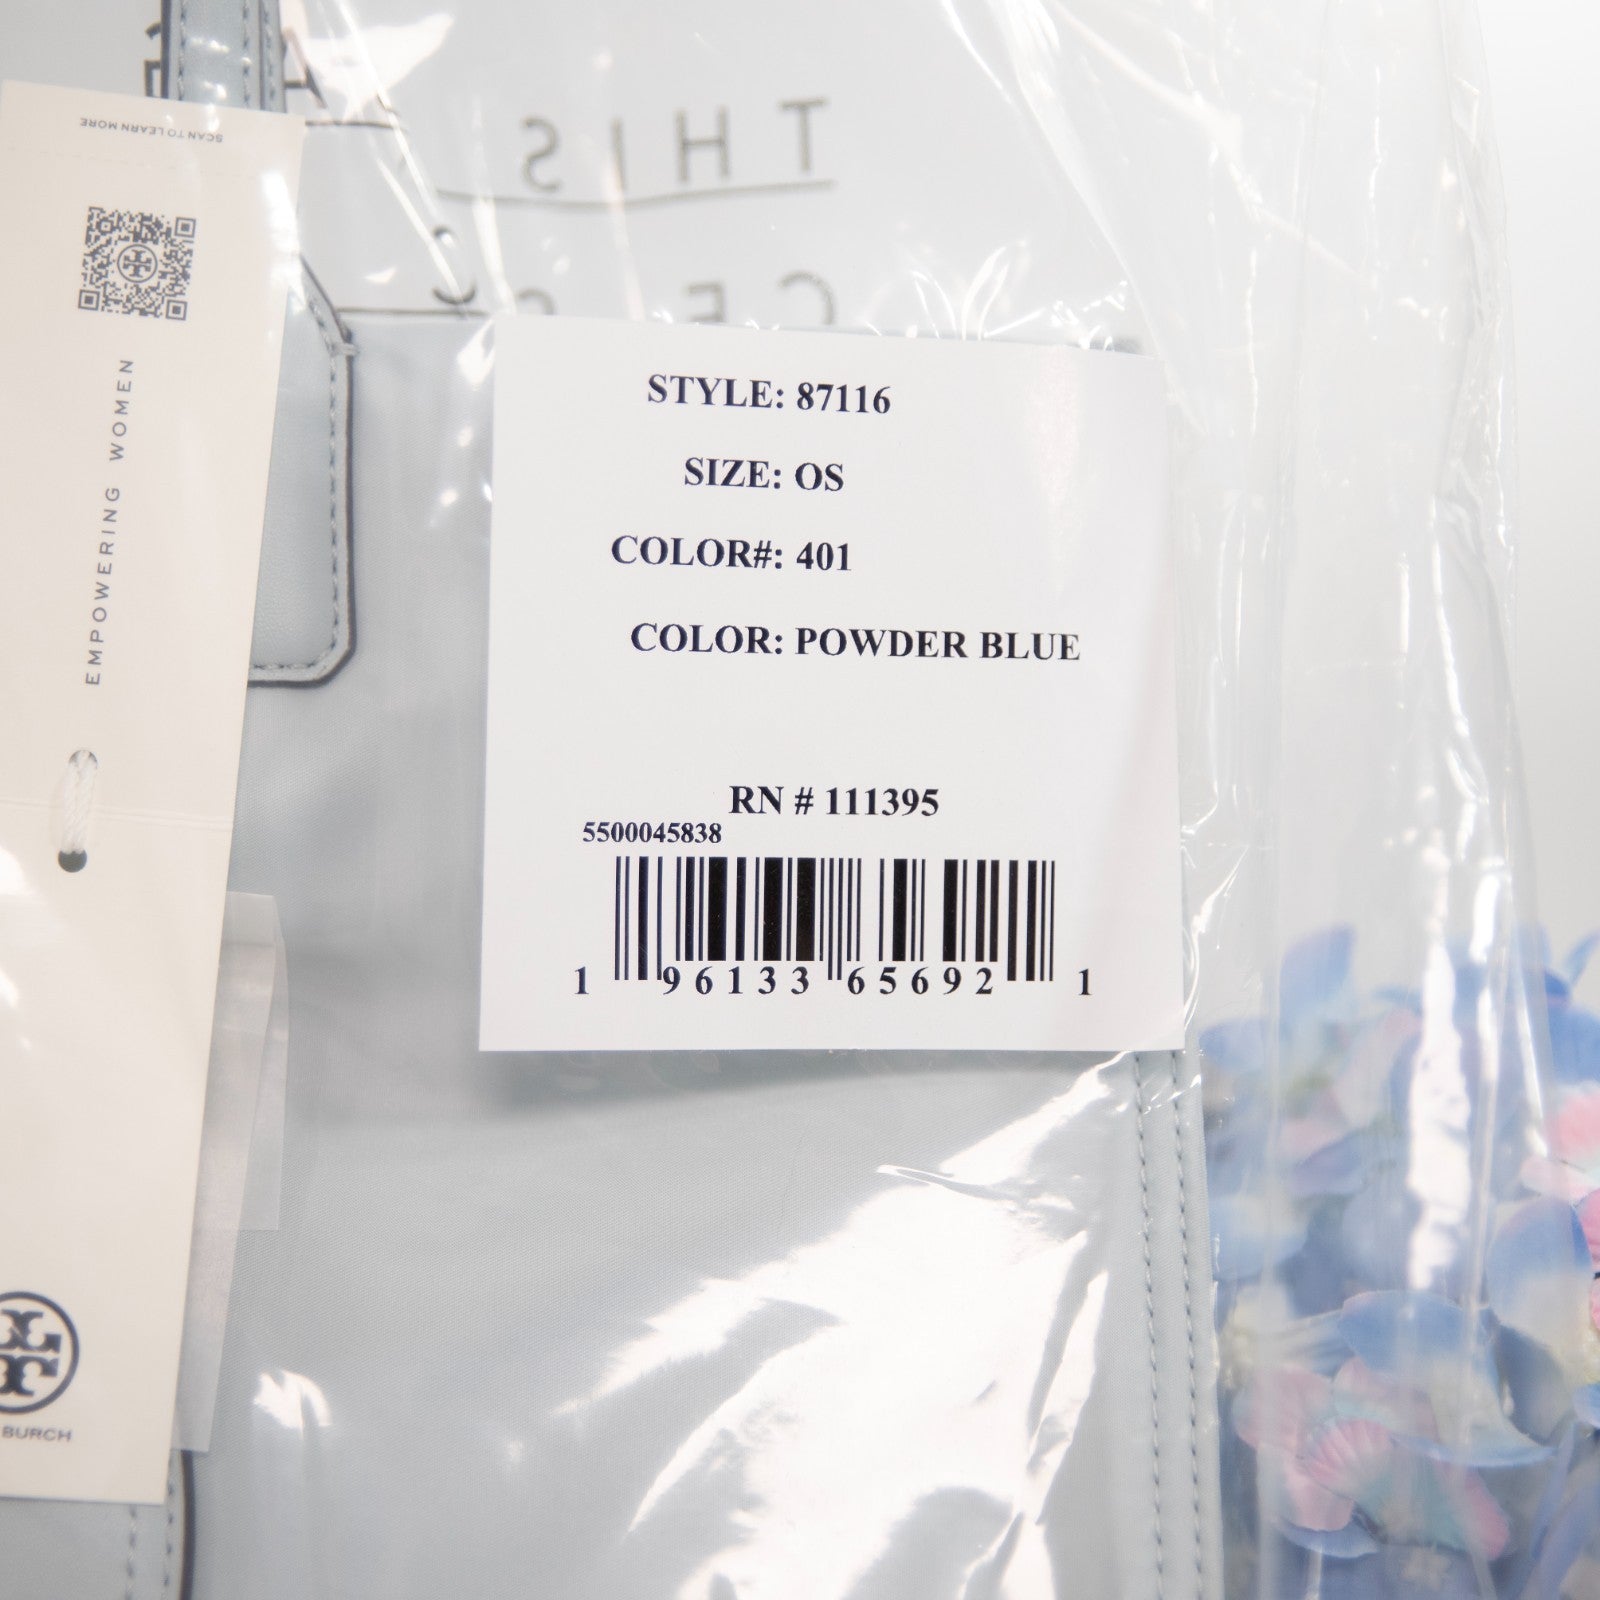 SCAN TO LEARN MORE
EMPOWERING WOMEN
BURCH
THIS
STYLE: 87116
SIZE: OS
COLOR#: 401
COLOR: POWDER BLUE
RN # 111395
5500045838
1 96133 65692 1